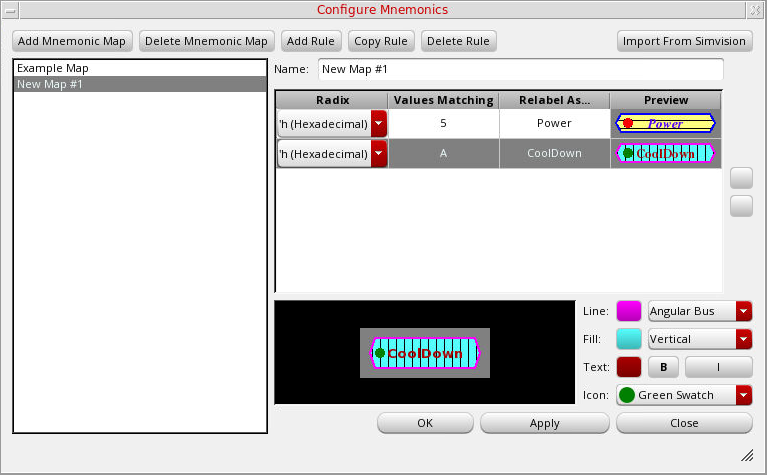 Configure Mnemonics
Add Mnemonic Map Delete Mnemonic Map Add Rule Copy Rule Delete Rule Import From Simvision
Example Map
New Map #1
Name: New Map #1
Radix Values Matching Relabel As... Preview
'h (Hexadecimal) 5 Power Power
'h (Hexadecimal) A CoolDown CoolDown
CoolDown
Line: Angular Bus
Fill: Vertical
Text: B I
Icon: Green Swatch
OK Apply Close